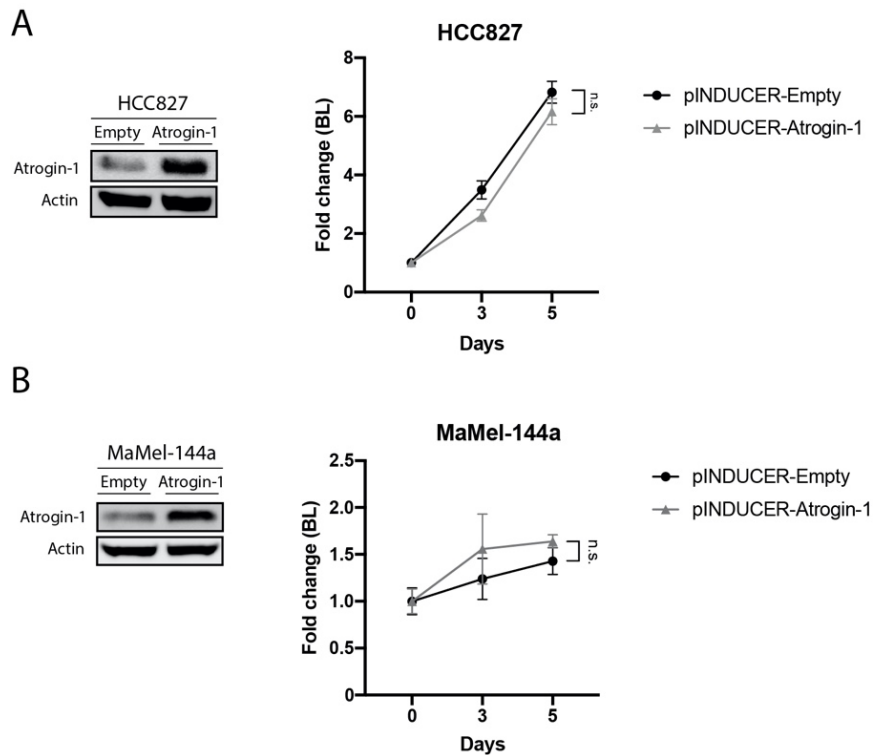 A
HCC827
Empty Atrogin-1
Atrogin-1
Actin
HCC827
Fold change (BL)
8
6
4
2
0
0 3 5
Days
n.s.
pINDUCER-Empty
pINDUCER-Atrogin-1
B
MaMel-144a
Empty Atrogin-1
Atrogin-1
Actin
MaMel-144a
Fold change (BL)
2.5
2.0
1.5
1.0
0.5
0
0 3 5
Days
n.s.
pINDUCER-Empty
pINDUCER-Atrogin-1